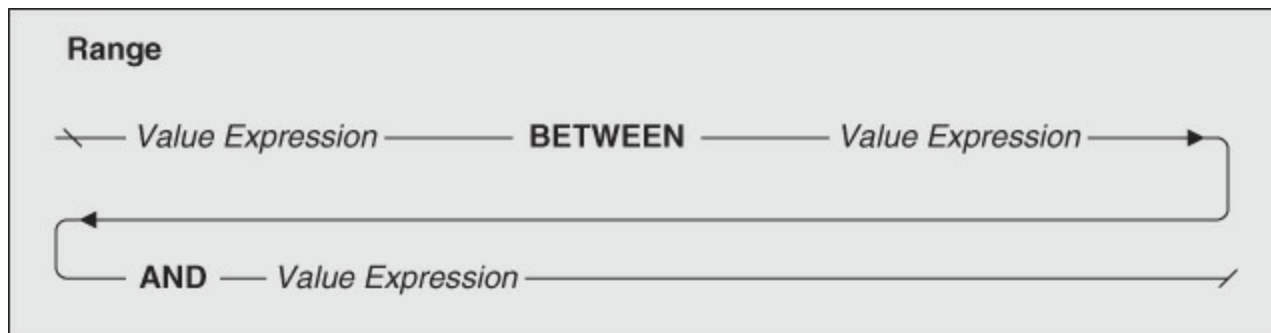 Range
Value Expression BETWEEN Value Expression
AND Value Expression